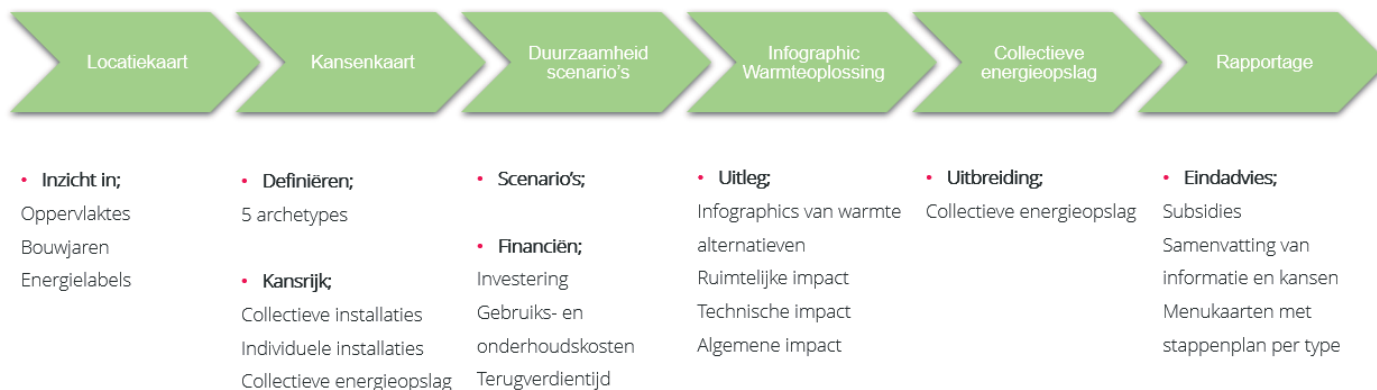 Locatiekaart
Kansenkaart
Duurzaamheid
scenario's
Infographic
Warmteoplossing
Collectieve
energieopslag
Rapportage
• Inzicht in;
Oppervlaktes
Bouwjaren
Energielabels
• Definiëren;
5 archetypes
• Kansrijk;
Collectieve installaties
Individuele installaties
Collectieve energieopslag
• Scenario's;
• Financiën;
Investering
Gebruiks- en
onderhoudskosten
Terugverdientijd
• Uitleg;
Infographics van warmte
alternatieven
Ruimtelijke impact
Technische impact
Algemene impact
• Uitbreiding;
Collectieve energieopslag
• Eindadvies;
Subsidies
Samenvatting van
informatie en kansen
Menukaarten met
stappenplan per type